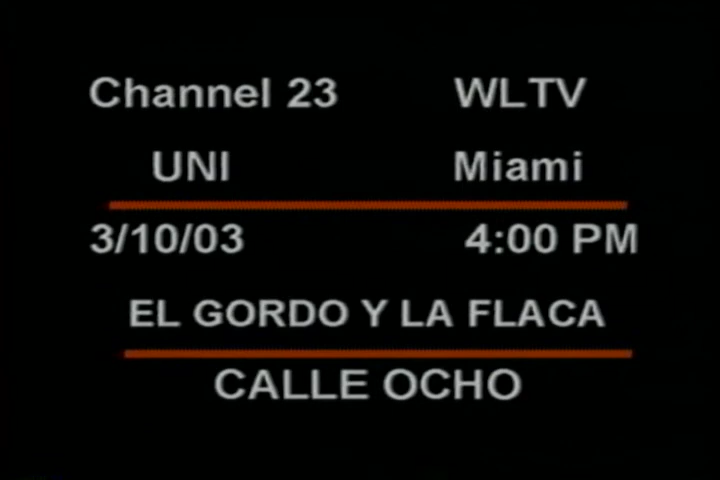 Channel 23 WLTV
UNI Miami
3/10/03 4:00 PM
EL GORDO Y LA FLACA
CALLE OCHO